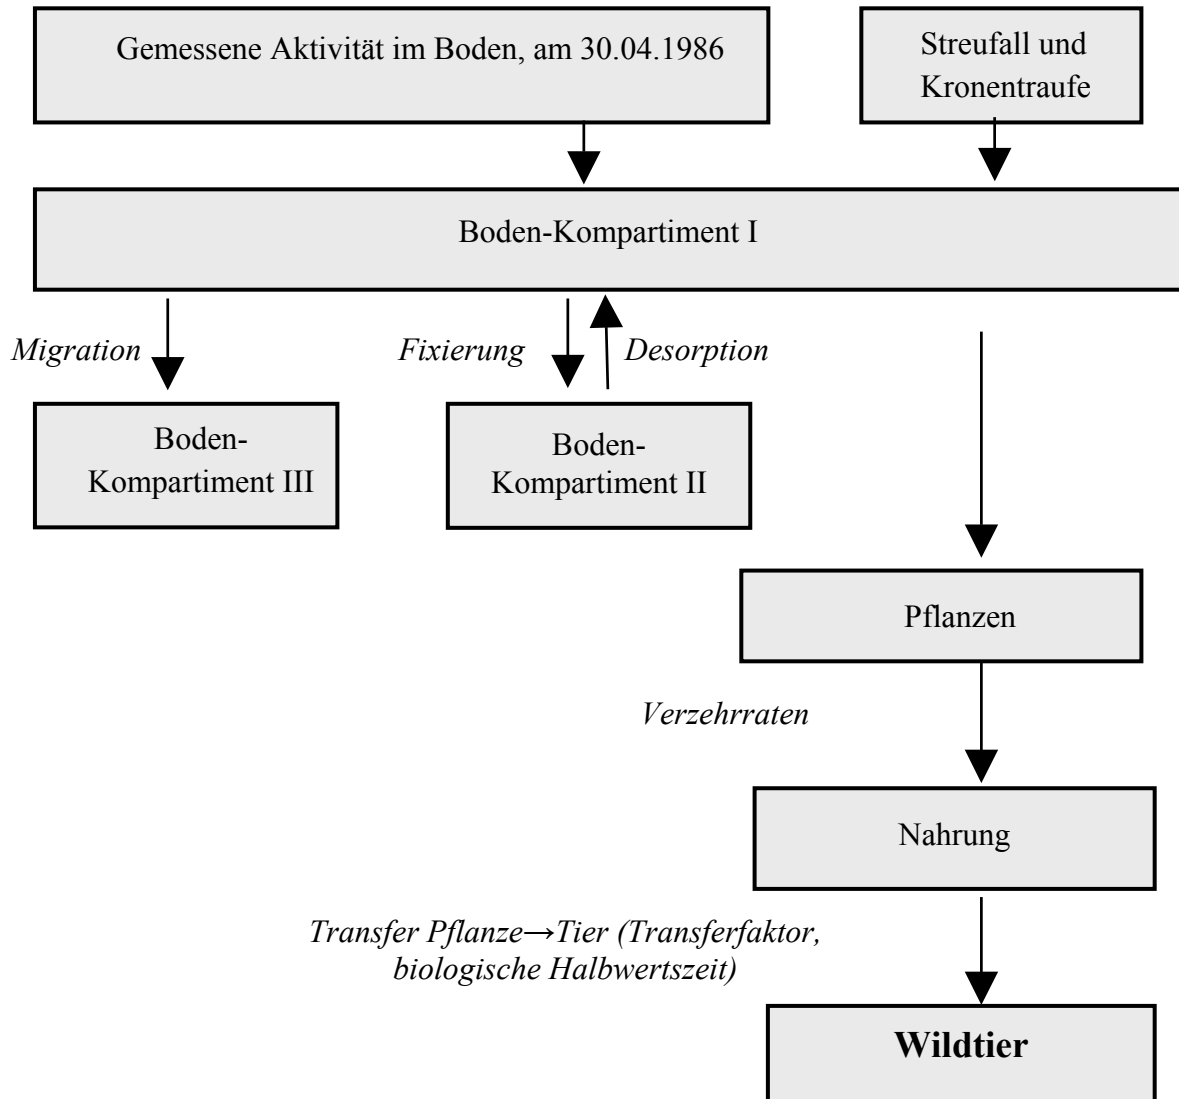 Gemessene Aktivität im Boden, am 30.04.1986
Streufall und
Kronentraufe
Boden-Kompartiment I
Migration
Fixierung
Desorption
Boden-
Kompartiment III
Boden-
Kompartiment II
Pflanzen
Verzehrraten
Nahrung
Transfer Pflanze→Tier (Transferfaktor,
biologische Halbwertszeit)
Wildtier